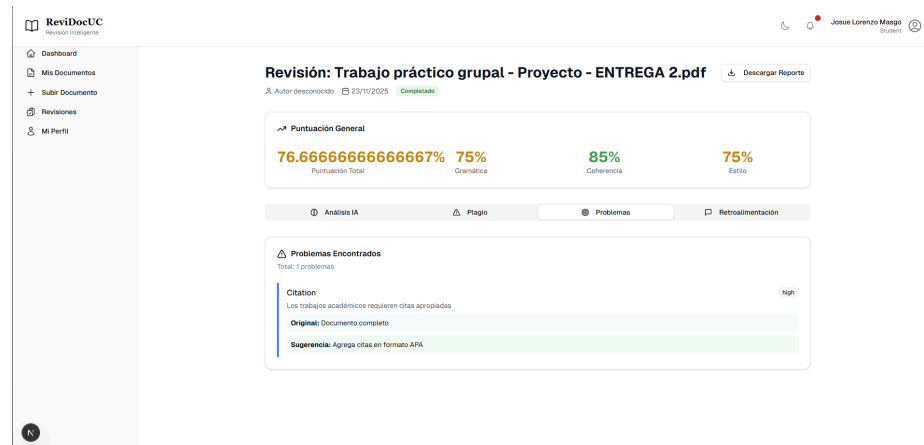 ReviDocUC
Revisión Inteligente
Josue Lorenzo Masgo
Student
Dashboard
Mis Documentos
Subir Documento
Revisiones
Mi Perfil
Revisión: Trabajo práctico grupal - Proyecto - ENTREGA 2.pdf
Descargar Reporte
Autor desconocido 23/11/2025 Completado
Puntuación General
76.66666666666667% 75% 85% 75%
Puntuación Total Gramática Coherencia Estilo
Análisis IA Plagio Problemas Retroalimentación
Problemas Encontrados
Total: 1 problemas
Citation high
Los trabajos académicos requieren citas apropiadas
Original: Documento completo
Sugerencia: Agrega citas en formato APA
N